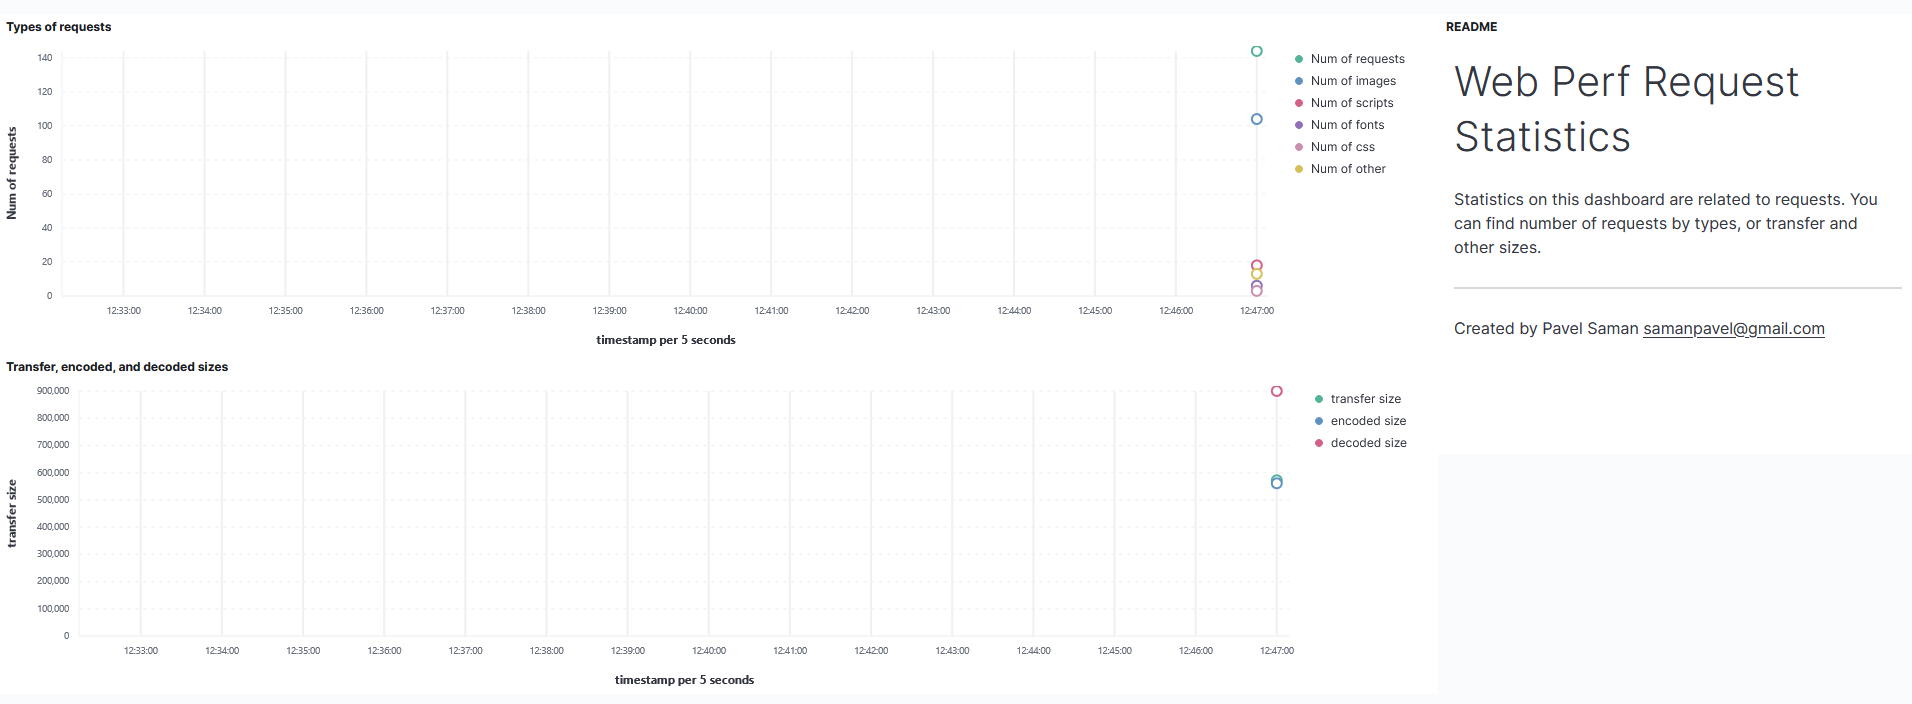 Types of requests
Num of requests
140
120
100
80
60
40
20
0
12:33:00 12:34:00 12:35:00 12:36:00 12:37:00 12:38:00 12:39:00 12:40:00 12:41:00 12:42:00 12:43:00 12:44:00 12:45:00 12:46:00 12:47:00
timestamp per 5 seconds
Num of requests
Num of images
Num of scripts
Num of fonts
Num of css
Num of other
Transfer, encoded, and decoded sizes
transfer size
900,000
800,000
700,000
600,000
500,000
400,000
300,000
200,000
100,000
0
12:33:00 12:34:00 12:35:00 12:36:00 12:37:00 12:38:00 12:39:00 12:40:00 12:41:00 12:42:00 12:43:00 12:44:00 12:45:00 12:46:00 12:47:00
timestamp per 5 seconds
transfer size
encoded size
decoded size
README
Web Perf Request
Statistics
Statistics on this dashboard are related to requests. You
can find number of requests by types, or transfer and
other sizes.
Created by Pavel Saman samanpavel@gmail.com